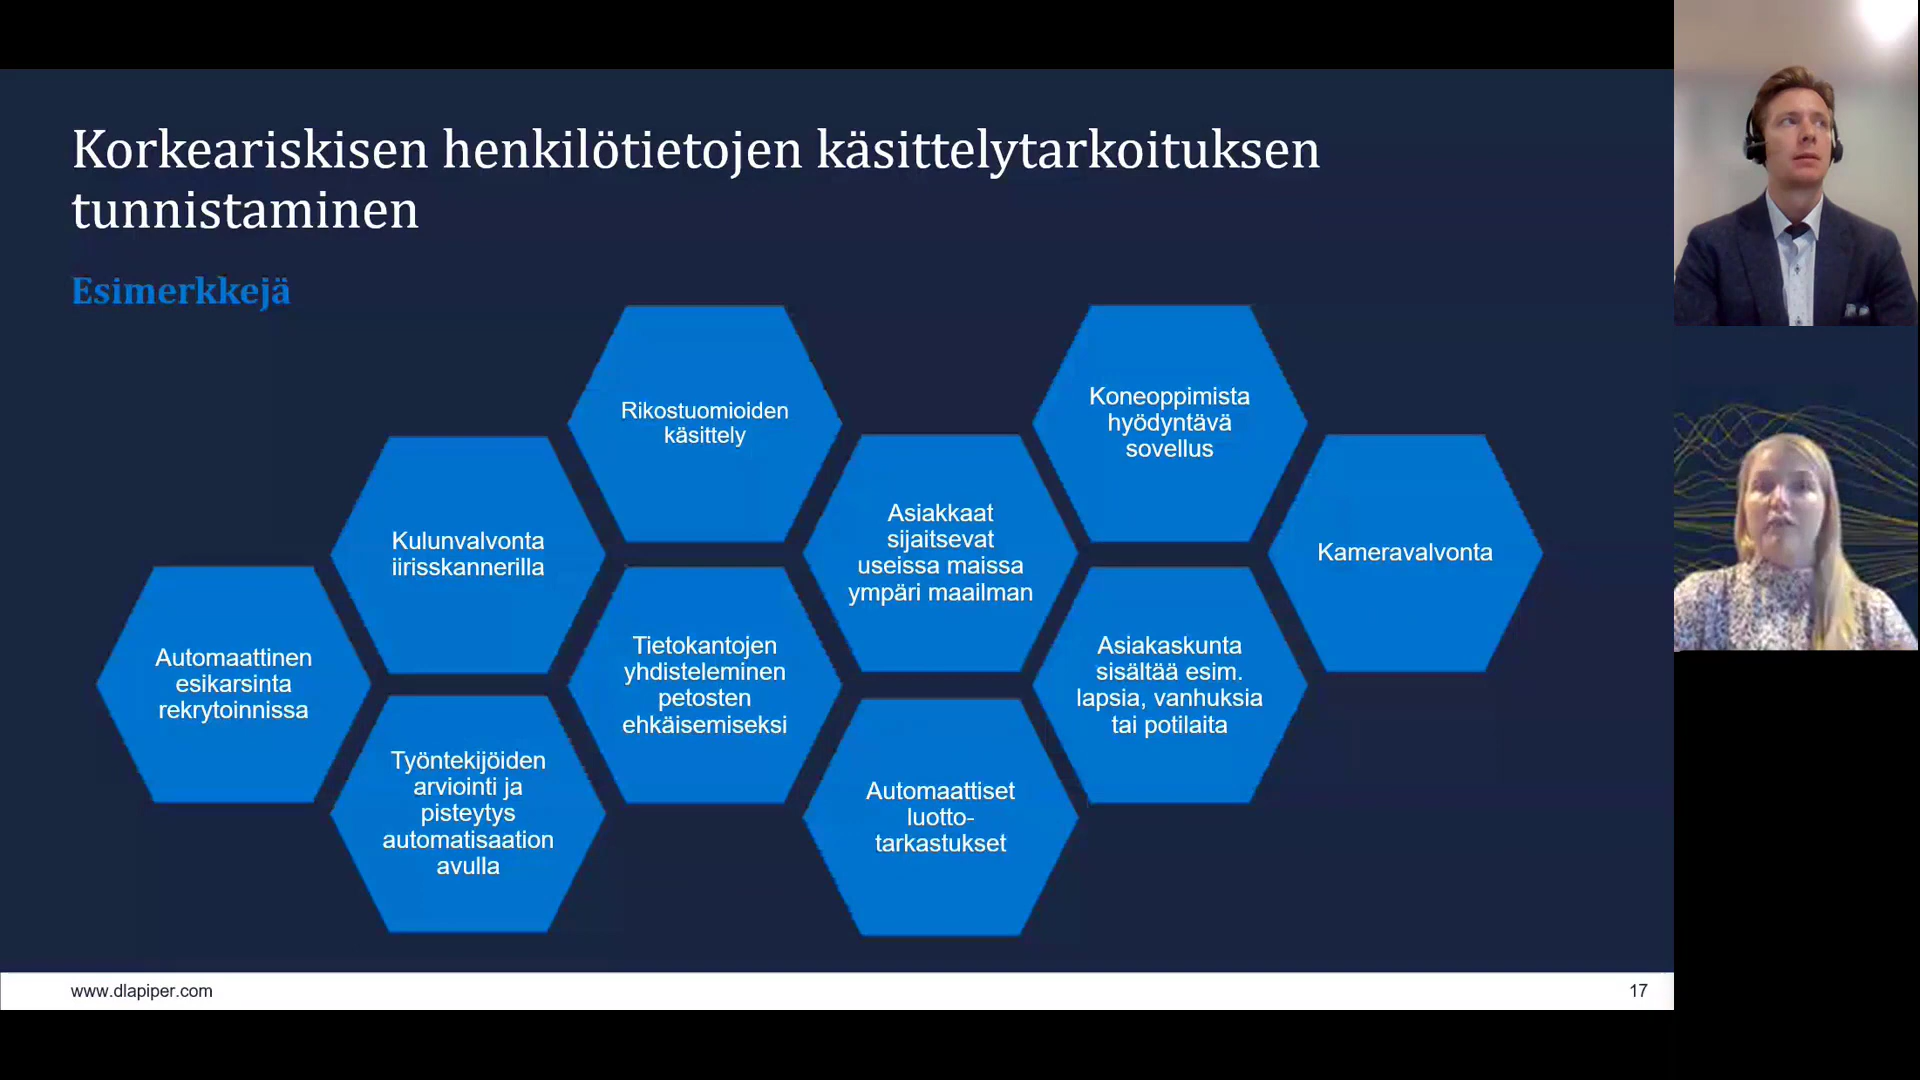 Korkeariskisen henkilötietojen käsittelytarkoituksen
tunnistaminen
Esimerkkejä
Automaattinen
esikarsinta
rekrytoinnissa
Kulunvalvonta
iirisskannerilla
Työntekijöiden
arviointi ja
pisteytys
automatisaation
avulla
Rikostuomioiden
käsittely
Tietokantojen
yhdisteleminen
petosten
ehkäisemiseksi
Asiakkaat
sijaitsevat
useissa maissa
ympäri maailman
Automaattiset
luotto-
tarkastukset
Koneoppimista
hyödyntävä
sovellus
Asiakaskunta
sisältää esim.
lapsia, vanhuksia
tai potilaita
Kameravalvonta
www.dlapiper.com
17